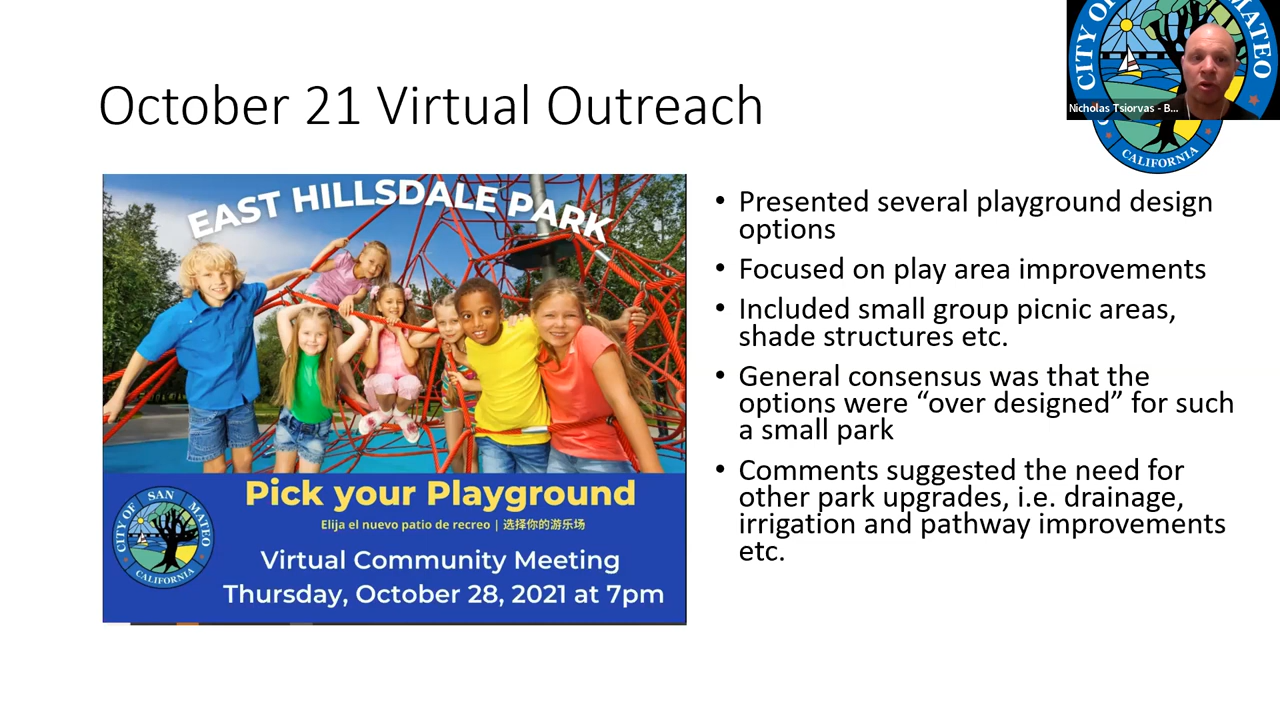 CITY OF MATEO
Nicholas Tsiorvas - B...
CALIFORNIA
October 21 Virtual Outreach
EAST HILLSDALE PARK
Pick your Playground
Elija el nuevo patio de recreo | 选择你的游乐场
CITY OF SAN MATEO
CALIFORNIA
Virtual Community Meeting
Thursday, October 28, 2021 at 7pm
• Presented several playground design
options
• Focused on play area improvements
• Included small group picnic areas,
shade structures etc.
• General consensus was that the
options were “over designed” for such
a small park
• Comments suggested the need for
other park upgrades, i.e. drainage,
irrigation and pathway improvements
etc.